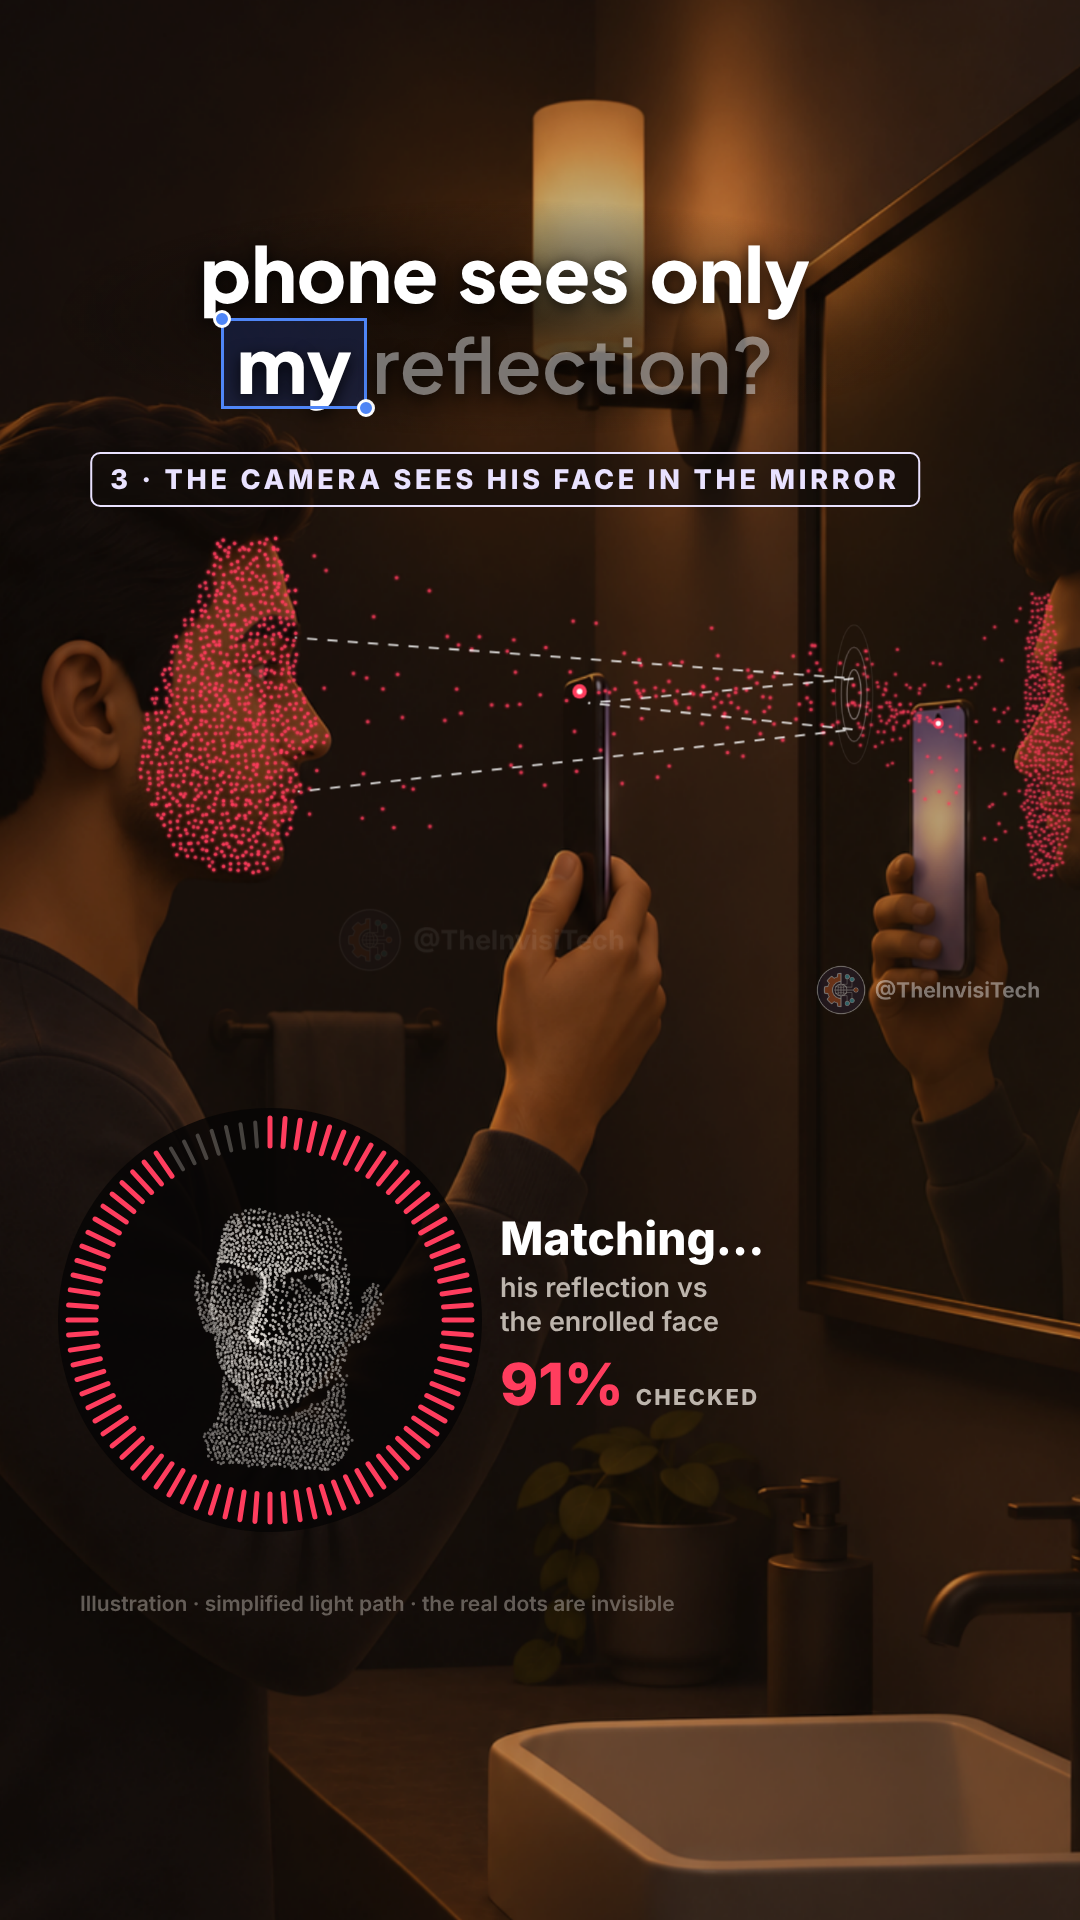 phone sees only
my reflection?
3 · THE CAMERA SEES HIS FACE IN THE MIRROR
@TheInvisiTech
@TheInvisiTech
Matching...
his reflection vs
the enrolled face
91% CHECKED
Illustration · simplified light path · the real dots are invisible